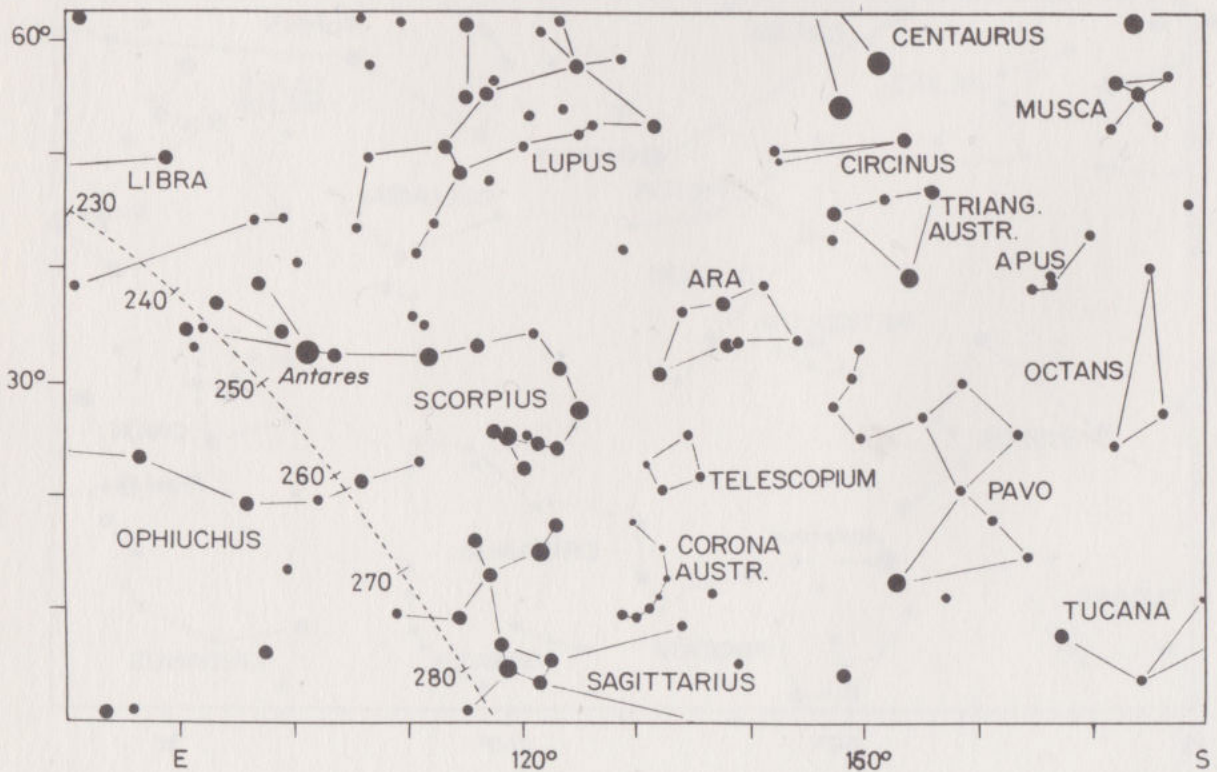 60°
CENTAURUS
MUSCA
LIBRA
LUPUS
CIRCINUS
230
TRIANG.
AUSTR.
APUS
240
ARA
30°
Antares
250
SCORPIUS
OCTANS
260
TELESCOPIUM
PAVO
OPHIUCHUS
270
CORONA
AUSTR.
TUCANA
280
SAGITTARIUS
E
120°
150°
S